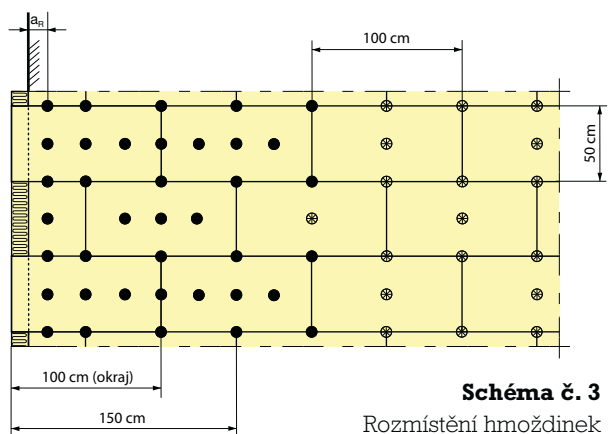 aR
100 cm
50 cm
100 cm (okraj)
150 cm
Schéma č. 3
Rozmístění hmoždinek